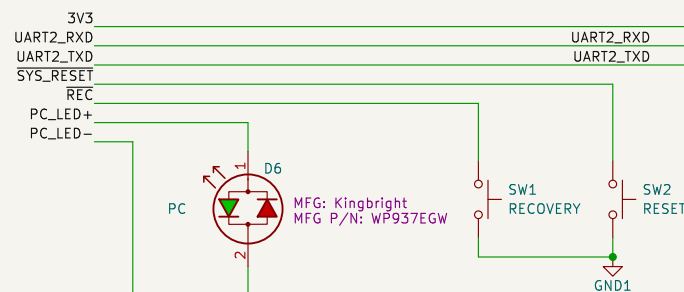 3V3
UART2_RXD UART2_RXD
UART2_TXD UART2_TXD
SYS_RESET
REC
PC_LED+
PC_LED-
1 D6
PC MFG: Kingbright SW1 SW2
MFG P/N: WP937EGW RECOVERY RESET
2
GND1